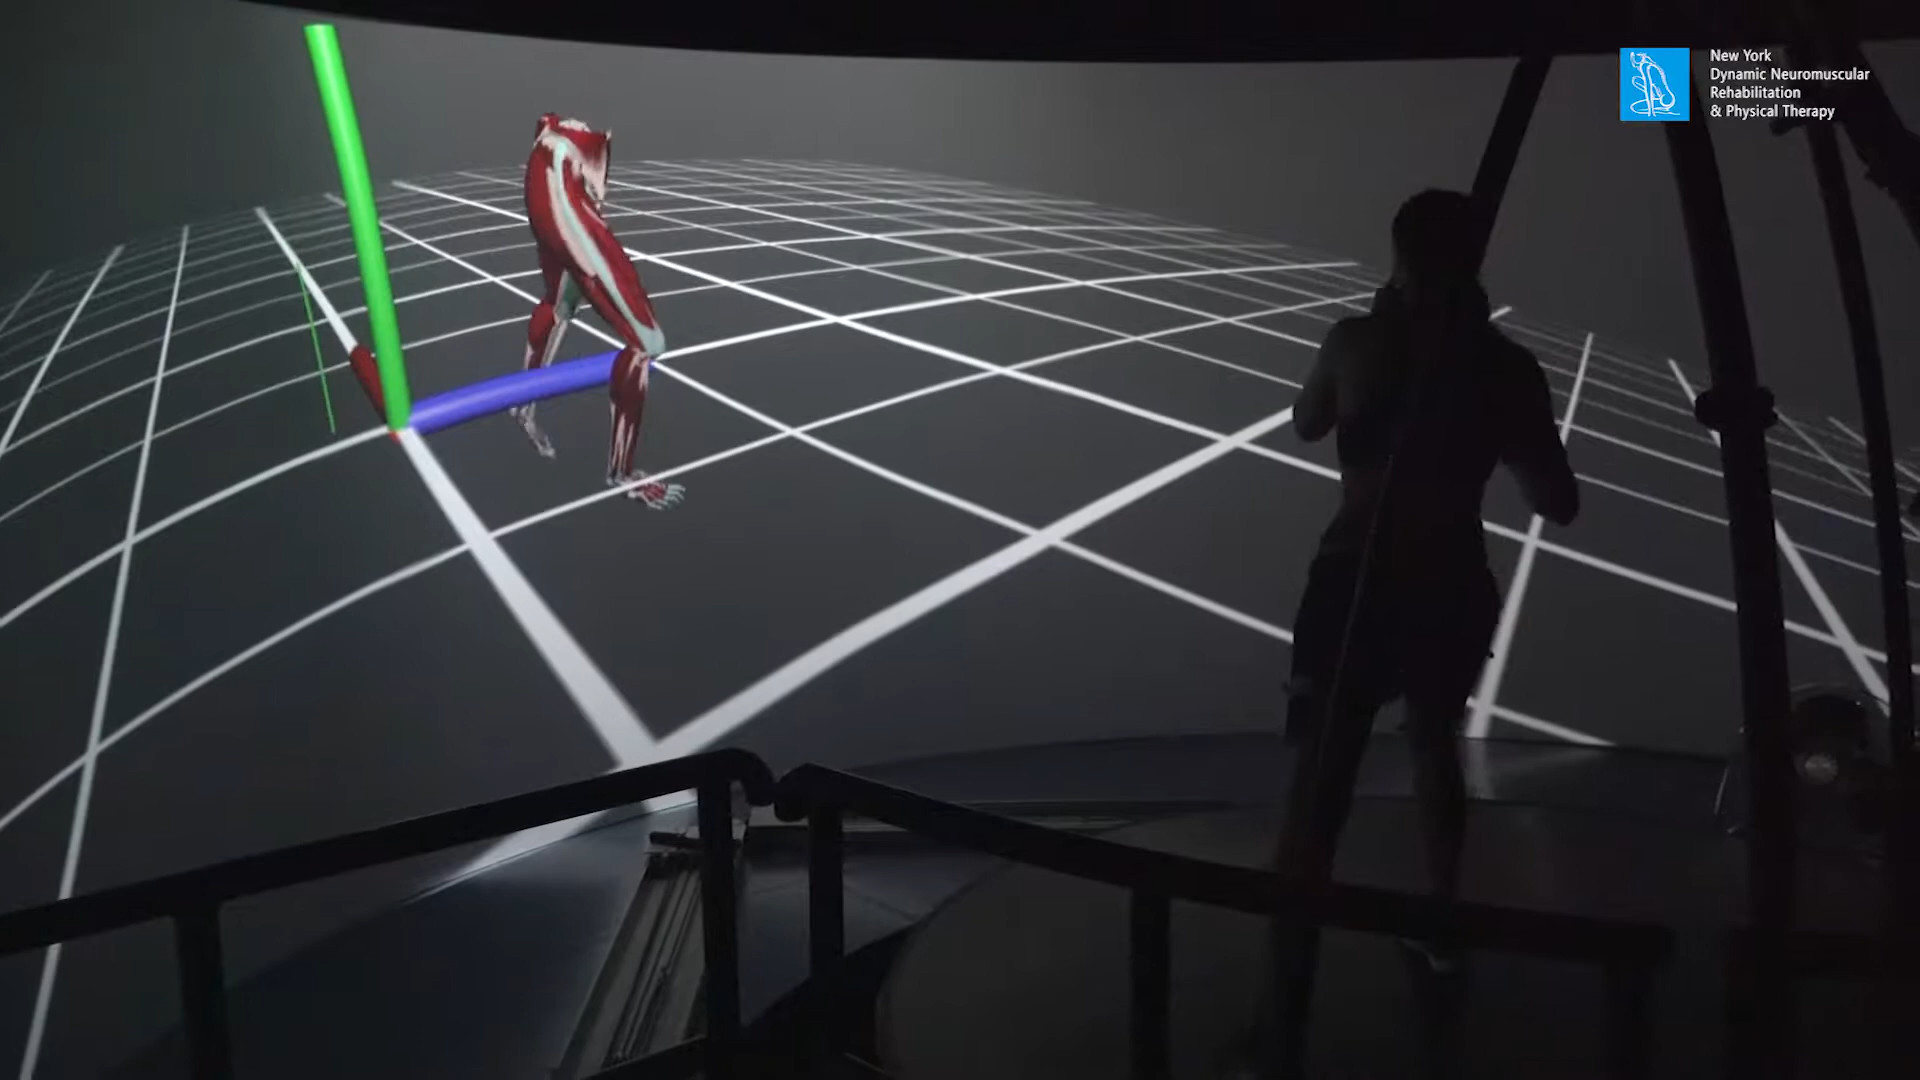 New York
Dynamic Neuromuscular
Rehabilitation
& Physical Therapy